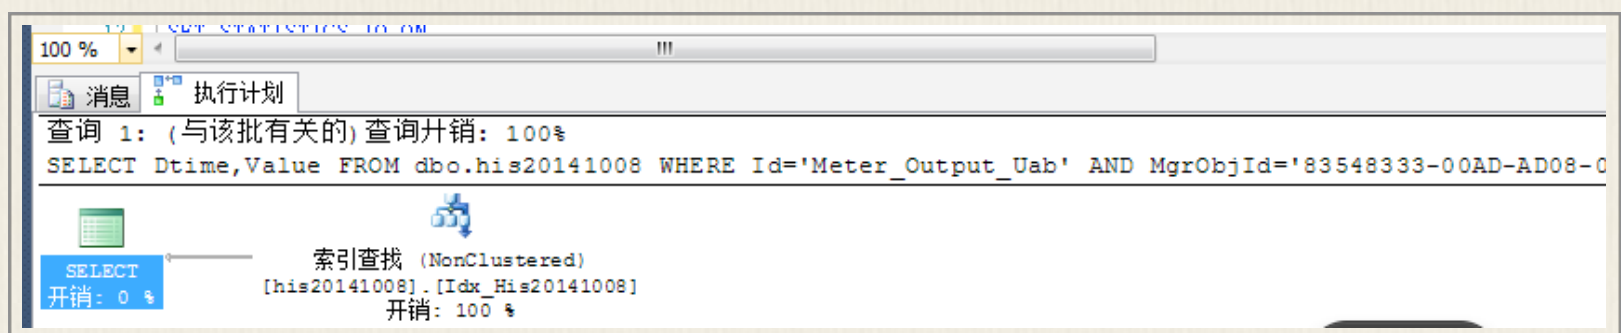 100 %
消息 执行计划
查询 1: (与该批有关的)查询开销: 100%
SELECT Dtime,Value FROM dbo.his20141008 WHERE Id='Meter_Output_Uab' AND MgrObjId='83548333-00AD-AD08-0
索引查找 (NonClustered)
[his20141008].[Idx_His20141008]
开销: 100 %
SELECT
开销: 0 %